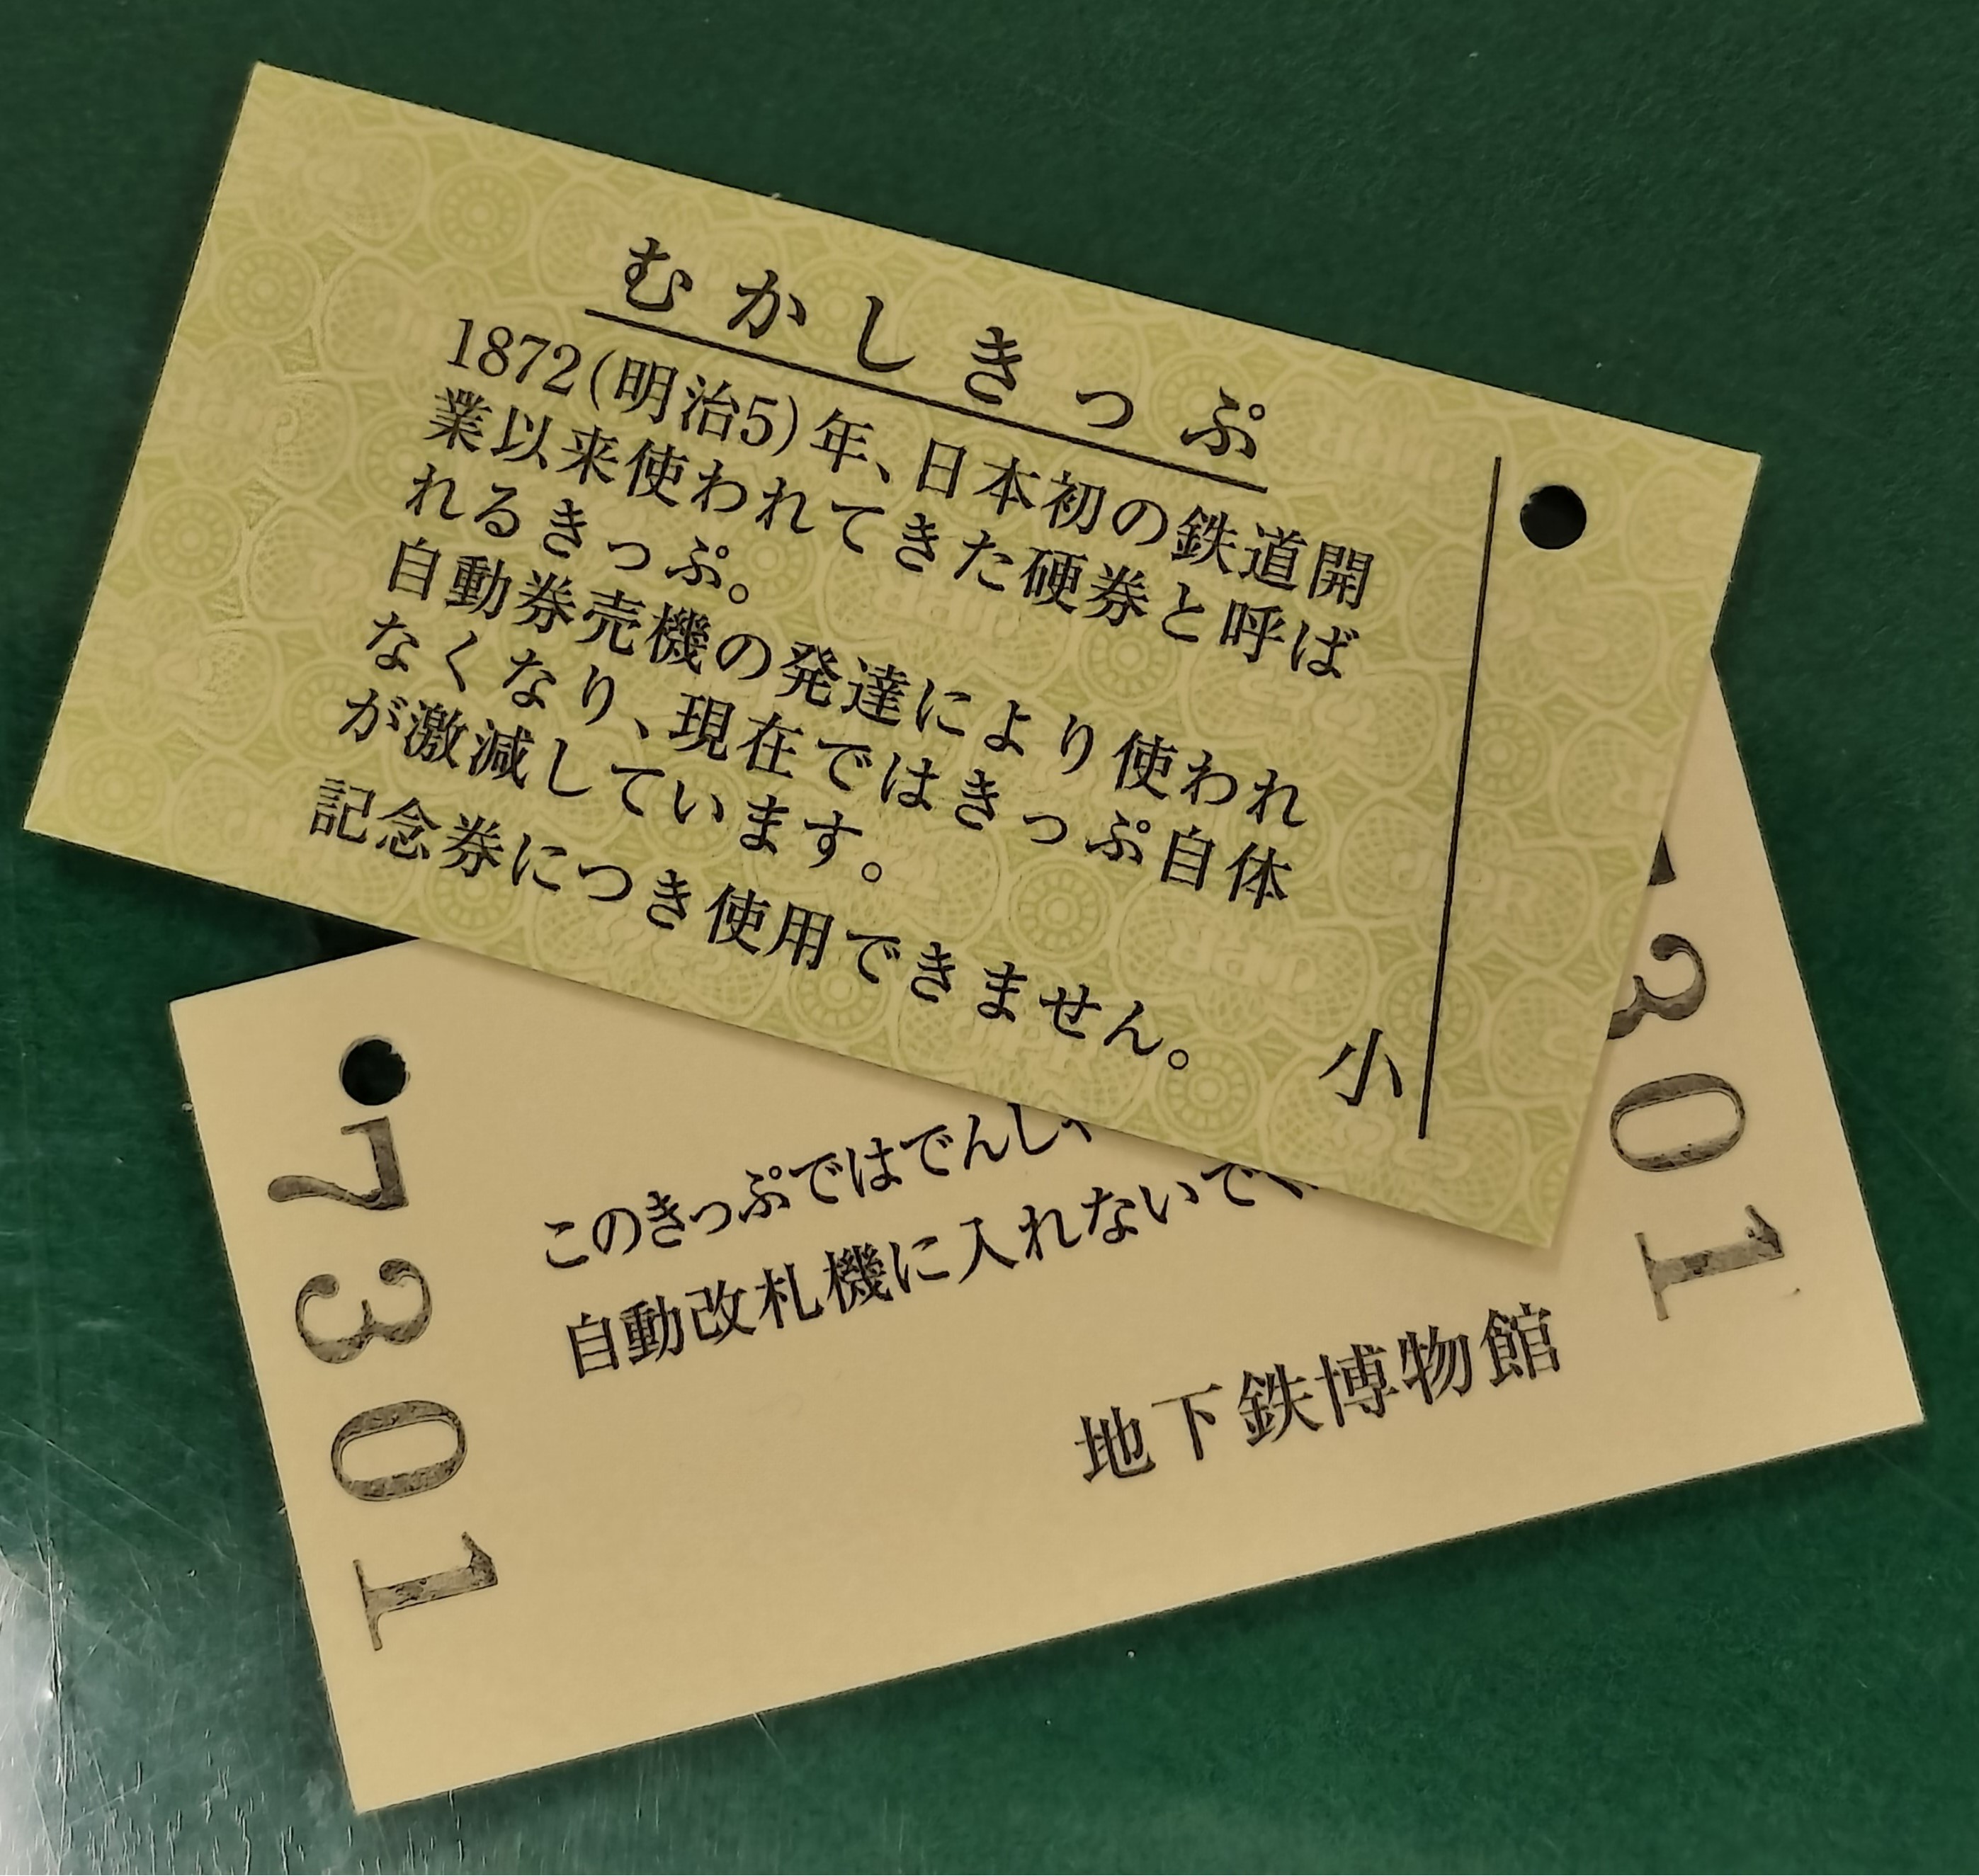 むかしきっぷ
1872(明治5)年、日本初の鉄道開
業以来使われてきた硬券と呼ば
れるきっぷ。
自動券売機の発達により使われ
なくなり、現在ではきっぷ自体
が激減しています。
記念券につき使用できません。
小
7301
このきっぷではでんし
自動改札機に入れないで
地下鉄博物館
301